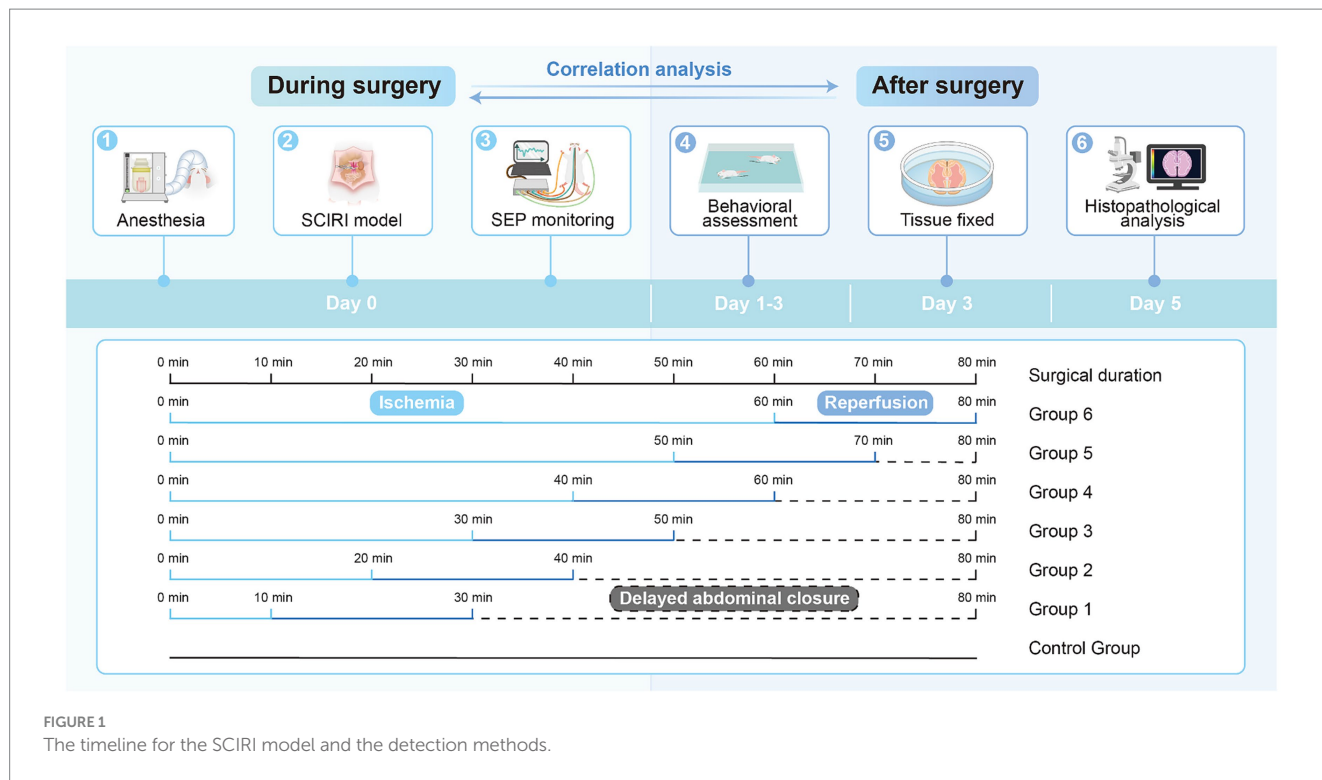 Correlation analysis
During surgery
After surgery
1
Anesthesia
2
SCIRI model
3
SEP monitoring
4
Behavioral
assessment
5
Tissue fixed
6
Histopathological
analysis
Day 0
Day 1-3
Day 3
Day 5
0 min 10 min 20 min 30 min 40 min 50 min 60 min 70 min 80 min
Surgical duration
Ischemia
60 min
Reperfusion
80 min
Group 6
0 min
0 min 50 min 70 min 80 min
Group 5
0 min 40 min 60 min 80 min
Group 4
0 min 30 min 50 min 80 min
Group 3
0 min 20 min 40 min 80 min
Group 2
Delayed abdominal closure
0 min 10 min 30 min 80 min
Group 1
Control Group
FIGURE 1
The timeline for the SCIRI model and the detection methods.